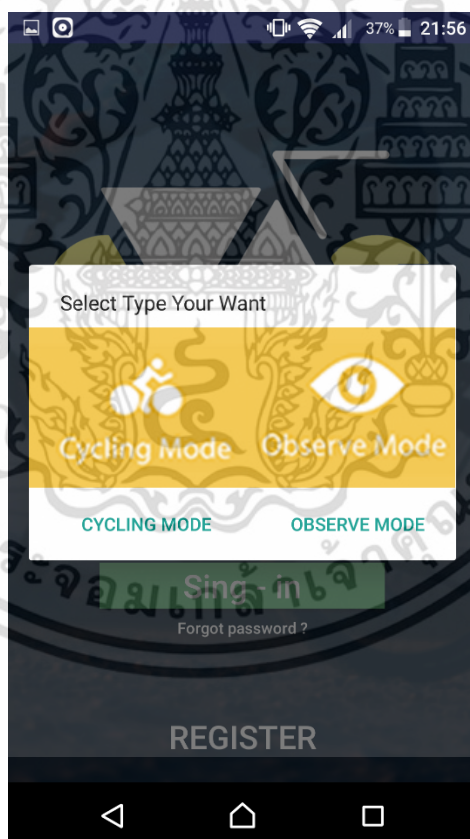 37% 21:56
Select Type Your Want
Cycling Mode Observe Mode
CYCLING MODE OBSERVE MODE
Sing - in
Forgot password ?
REGISTER